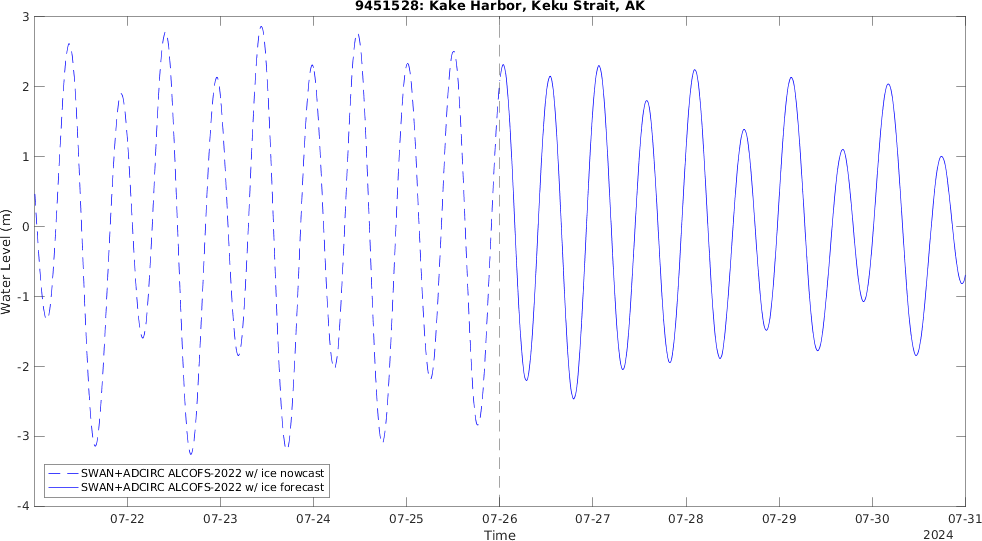 9451528: Kake Harbor, Keku Strait, AK
3
2
1
0
-1
-2
-3
-4
Water Level (m)
SWAN+ADCIRC ALCOFS-2022 w/ ice nowcast
SWAN+ADCIRC ALCOFS-2022 w/ ice forecast
07-22 07-23 07-24 07-25 07-26 07-27 07-28 07-29 07-30 07-31
Time
2024